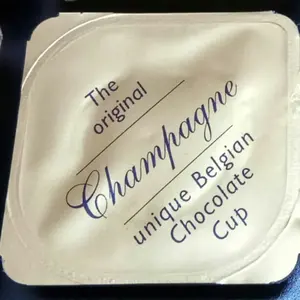 The
original
Champagne
unique Belgian
Chocolate
Cup